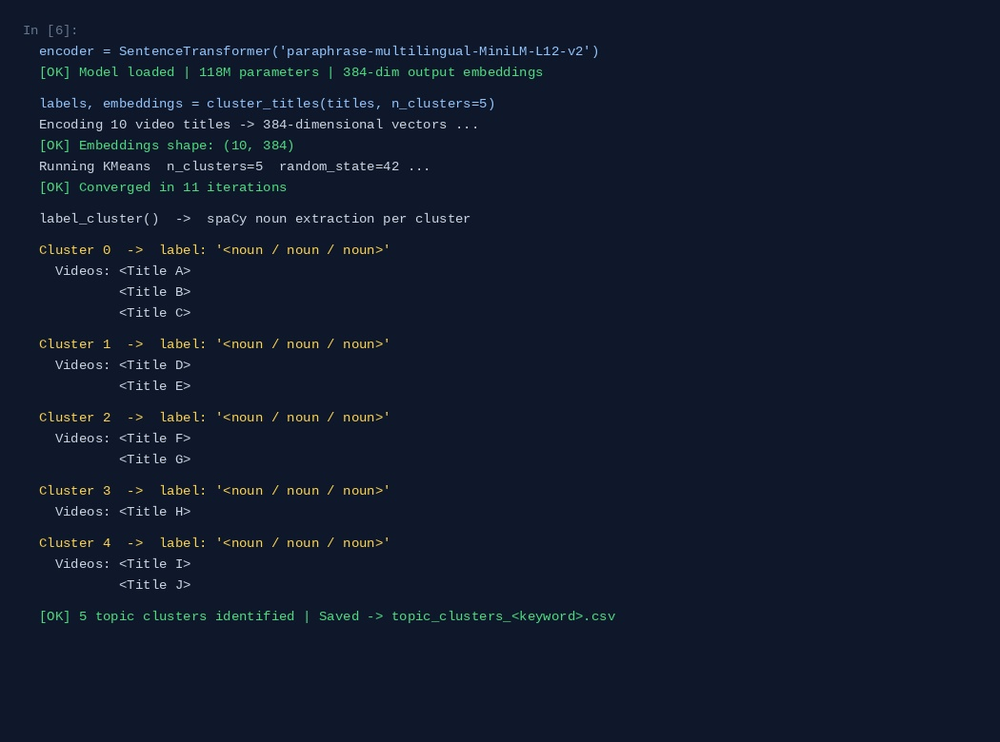 In [6]:
encoder = SentenceTransformer('paraphrase-multilingual-MiniLM-L12-v2')
[OK] Model loaded | 118M parameters | 384-dim output embeddings
labels, embeddings = cluster_titles(titles, n_clusters=5)
Encoding 10 video titles -> 384-dimensional vectors ...
[OK] Embeddings shape: (10, 384)
Running KMeans  n_clusters=5  random_state=42 ...
[OK] Converged in 11 iterations
label_cluster()  ->  spaCy noun extraction per cluster
Cluster 0  ->  label: '<noun / noun / noun>'
Videos: <Title A>
<Title B>
<Title C>
Cluster 1  ->  label: '<noun / noun / noun>'
Videos: <Title D>
<Title E>
Cluster 2  ->  label: '<noun / noun / noun>'
Videos: <Title F>
<Title G>
Cluster 3  ->  label: '<noun / noun / noun>'
Videos: <Title H>
Cluster 4  ->  label: '<noun / noun / noun>'
Videos: <Title I>
<Title J>
[OK] 5 topic clusters identified | Saved -> topic_clusters_<keyword>.csv